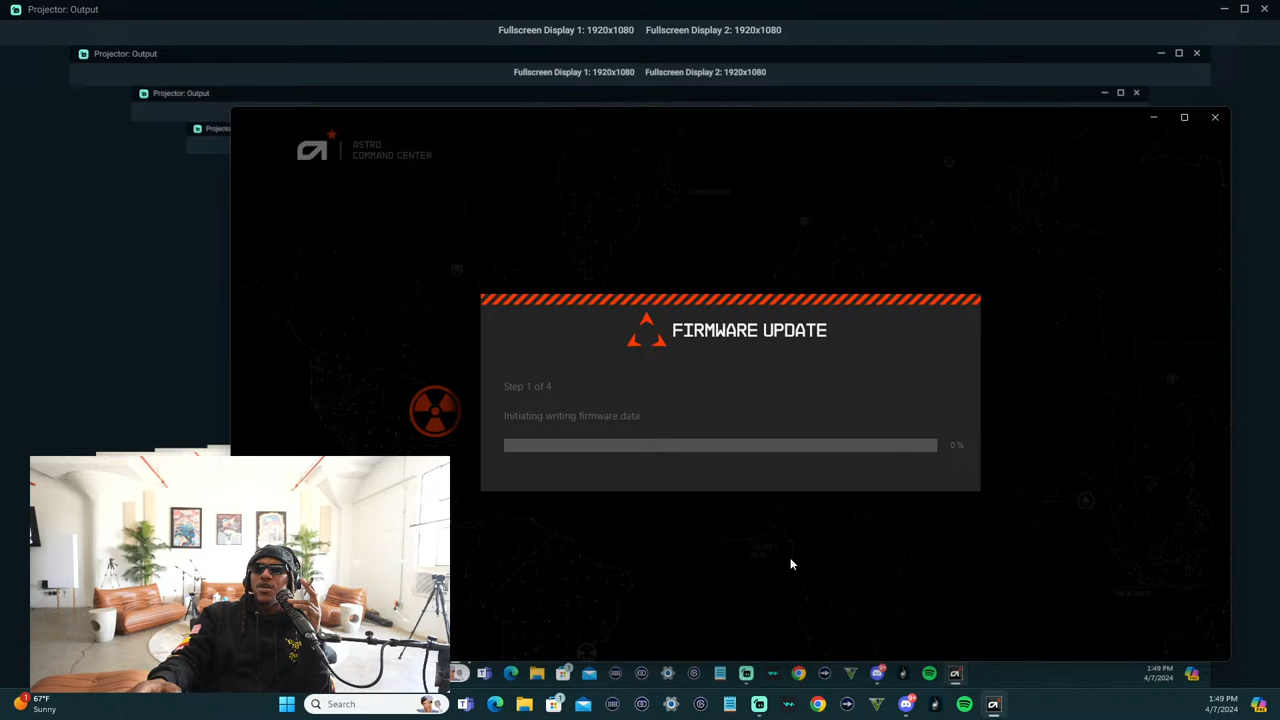 Projector: Output
Fullscreen Display 1: 1920x1080 Fullscreen Display 2: 1920x1080
Projector: Output
Fullscreen Display 1: 1920x1080 Fullscreen Display 2: 1920x1080
Projector: Output
ASTRO
COMMAND CENTER
FIRMWARE UPDATE
Step 1 of 4
Initiating writing firmware data
0 %
1:49 PM
4/7/2024
67°F
Sunny
Search
1:49 PM
4/7/2024